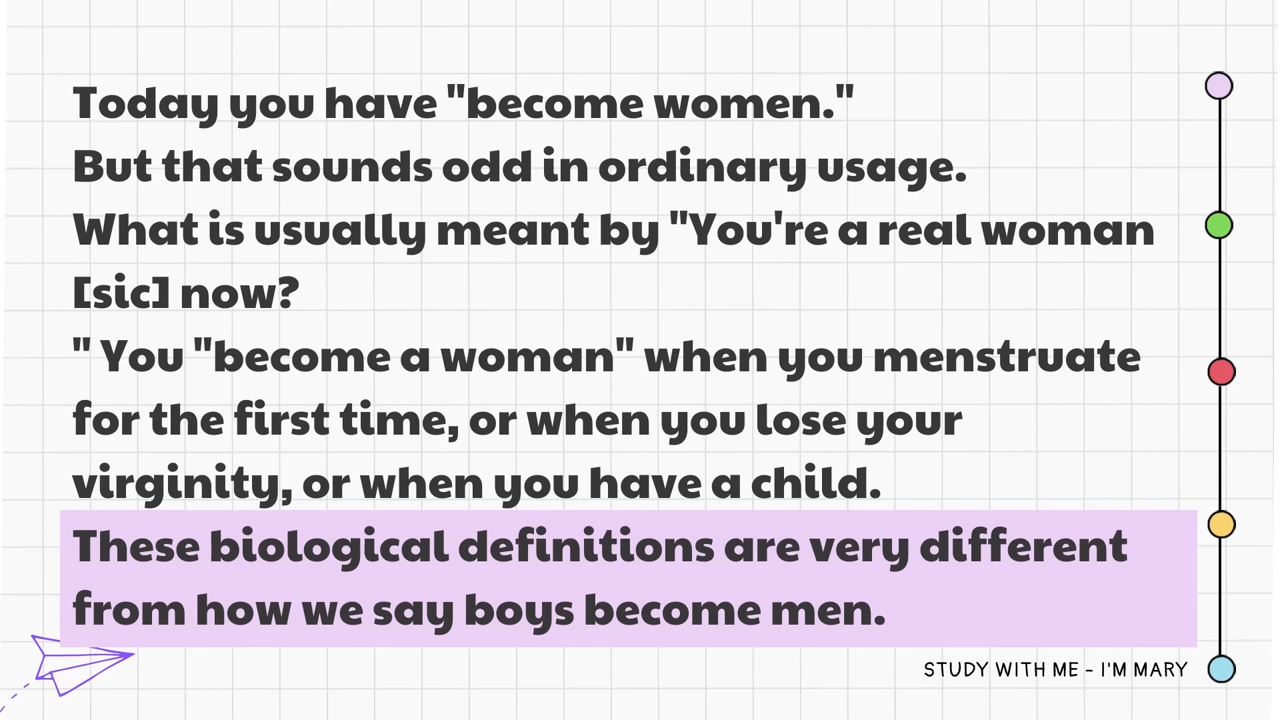 Today you have "become women."
But that sounds odd in ordinary usage.
What is usually meant by "You're a real woman
[sic] now?
" You "become a woman" when you menstruate
for the first time, or when you lose your
virginity, or when you have a child.
These biological definitions are very different
from how we say boys become men.
STUDY WITH ME - I'M MARY